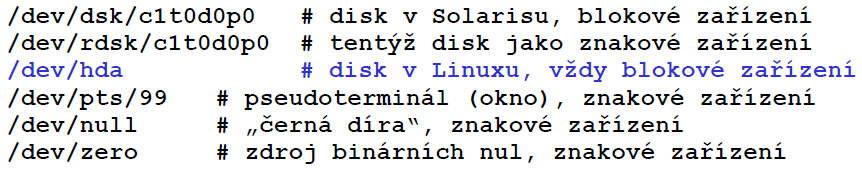 /dev/dsk/c1t0d0p0 # disk v Solarisu, blokové zařízení
/dev/rdsk/c1t0d0p0 # tentýž disk jako znakové zařízení
/dev/hda # disk v Linuxu, vždy blokové zařízení
/dev/pts/99 # pseudoterminál (okno), znakové zařízení
/dev/null # „černá díra“, znakové zařízení
/dev/zero # zdroj binárních nul, znakové zařízení